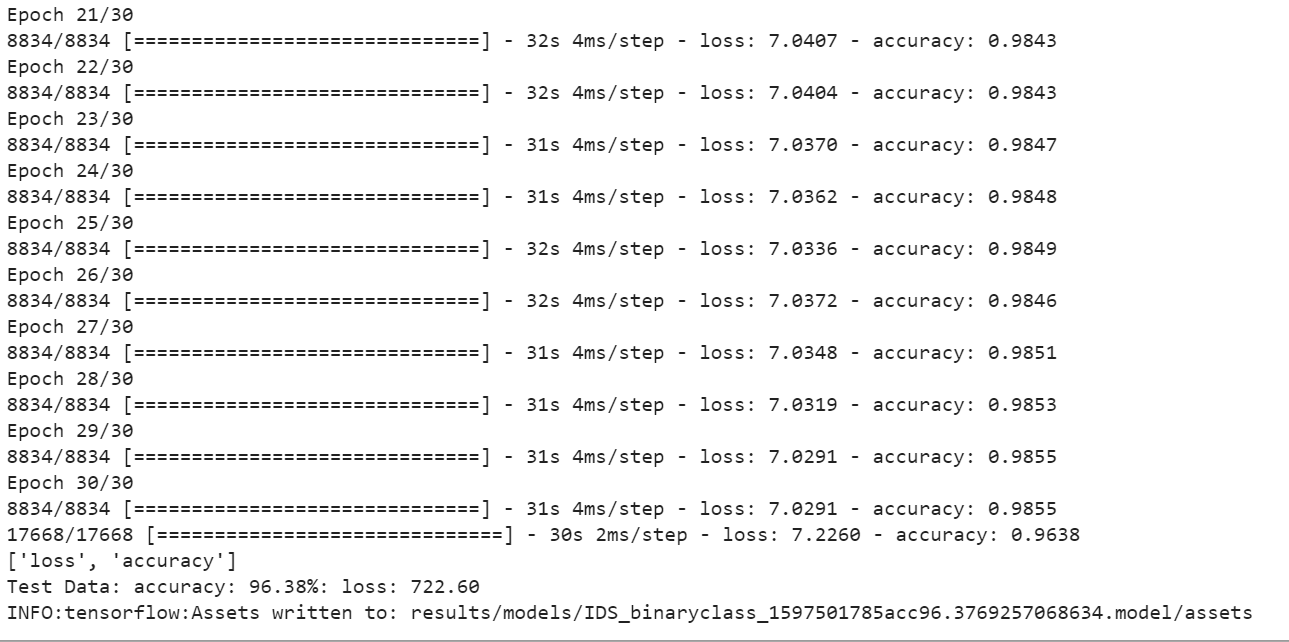 Epoch 21/30
8834/8834 [==============================] - 32s 4ms/step - loss: 7.0407 - accuracy: 0.9843
Epoch 22/30
8834/8834 [==============================] - 32s 4ms/step - loss: 7.0404 - accuracy: 0.9843
Epoch 23/30
8834/8834 [==============================] - 31s 4ms/step - loss: 7.0370 - accuracy: 0.9847
Epoch 24/30
8834/8834 [==============================] - 31s 4ms/step - loss: 7.0362 - accuracy: 0.9848
Epoch 25/30
8834/8834 [==============================] - 32s 4ms/step - loss: 7.0336 - accuracy: 0.9849
Epoch 26/30
8834/8834 [==============================] - 32s 4ms/step - loss: 7.0372 - accuracy: 0.9846
Epoch 27/30
8834/8834 [==============================] - 31s 4ms/step - loss: 7.0348 - accuracy: 0.9851
Epoch 28/30
8834/8834 [==============================] - 31s 4ms/step - loss: 7.0319 - accuracy: 0.9853
Epoch 29/30
8834/8834 [==============================] - 31s 4ms/step - loss: 7.0291 - accuracy: 0.9855
Epoch 30/30
8834/8834 [==============================] - 31s 4ms/step - loss: 7.0291 - accuracy: 0.9855
17668/17668 [==============================] - 30s 2ms/step - loss: 7.2260 - accuracy: 0.9638
['loss', 'accuracy']
Test Data: accuracy: 96.38%: loss: 722.60
INFO:tensorflow:Assets written to: results/models/IDS_binaryclass_1597501785acc96.3769257068634.model/assets